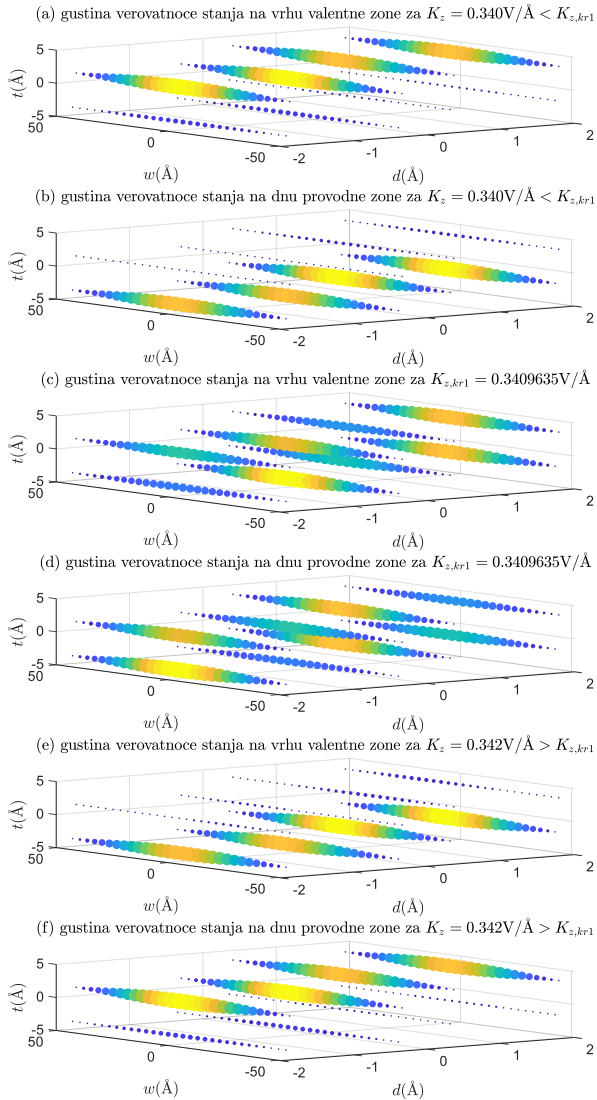 (a) gustina verovatnoce stanja na vrhu valentne zone za K_z = 0.340V/Å < K_{z,kr1}
5
0
-5
t(Å)
50
0
-50
w(Å)
-2
-1
0
1
2
d(Å)
(b) gustina verovatnoce stanja na dnu provodne zone za K_z = 0.340V/Å < K_{z,kr1}
5
0
-5
t(Å)
50
0
-50
w(Å)
-2
-1
0
1
2
d(Å)
(c) gustina verovatnoce stanja na vrhu valentne zone za K_{z,kr1} = 0.3409635V/Å
5
0
-5
t(Å)
50
0
-50
w(Å)
-2
-1
0
1
2
d(Å)
(d) gustina verovatnoce stanja na dnu provodne zone za K_{z,kr1} = 0.3409635V/Å
5
0
-5
t(Å)
50
0
-50
w(Å)
-2
-1
0
1
2
d(Å)
(e) gustina verovatnoce stanja na vrhu valentne zone za K_z = 0.342V/Å > K_{z,kr1}
5
0
-5
t(Å)
50
0
-50
w(Å)
-2
-1
0
1
2
d(Å)
(f) gustina verovatnoce stanja na dnu provodne zone za K_z = 0.342V/Å > K_{z,kr1}
5
0
-5
t(Å)
50
0
-50
w(Å)
-2
-1
0
1
2
d(Å)